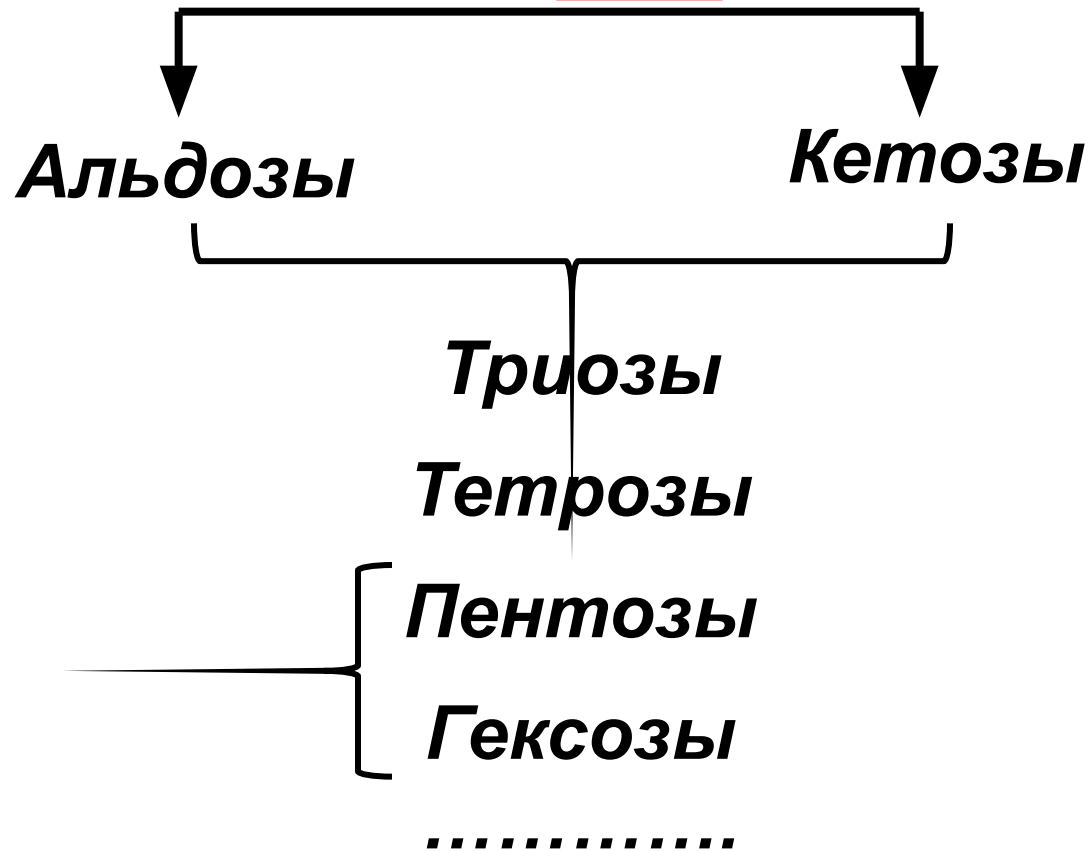 Альдозы
Кетозы
Триозы
Тетрозы
Пентозы
Гексозы
.............